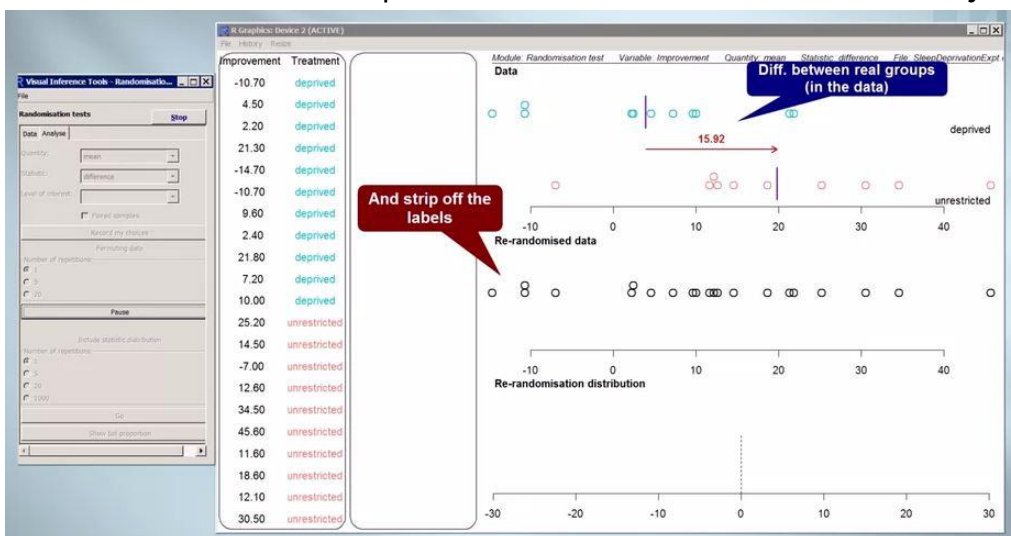 R Graphics: Device 2 (ACTIVE)
File History Resize
Improvement Treatment
-10.70 deprived
4.50 deprived
2.20 deprived
21.30 deprived
-14.70 deprived
-10.70 deprived
9.60 deprived
2.40 deprived
21.80 deprived
7.20 deprived
10.00 deprived
25.20 unrestricted
14.50 unrestricted
-7.00 unrestricted
12.60 unrestricted
34.50 unrestricted
45.60 unrestricted
11.60 unrestricted
18.60 unrestricted
12.10 unrestricted
30.50 unrestricted
Visual Inference Tools - Randomisatio...
File
Randomisation tests Stop
Data Analyse
Quantity: mean
Statistic: difference
Level of interest:
Paired samples
Record my choices
Permuting data
Number of repetitions:
1
5
20
Pause
Include statistic distribution
Number of repetitions:
1
5
20
1000
Go
Show tail proportion
Module: Randomisation test Variable: Improvement Quantity: mean Statistic: difference File: SleepDeprivationExpt.
Data
Diff. between real groups
(in the data)
deprived
15.92
unrestricted
And strip off the
labels
-10 0 10 20 30 40
Re-randomised data
-10 0 10 20 30 40
Re-randomisation distribution
-30 -20 -10 0 10 20 30